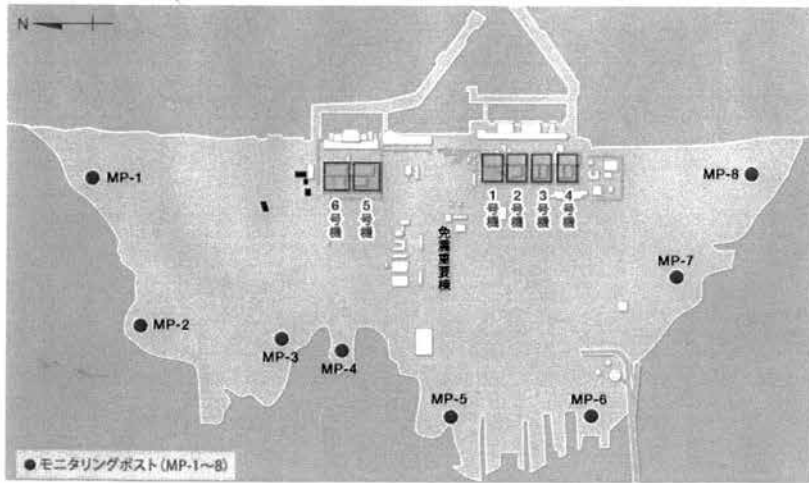 N
MP-1
MP-8
6号機
5号機
1号機
2号機
3号機
4号機
免震重要棟
MP-7
MP-2
MP-3
MP-4
MP-5
MP-6
●モニタリングポスト(MP-1~8)